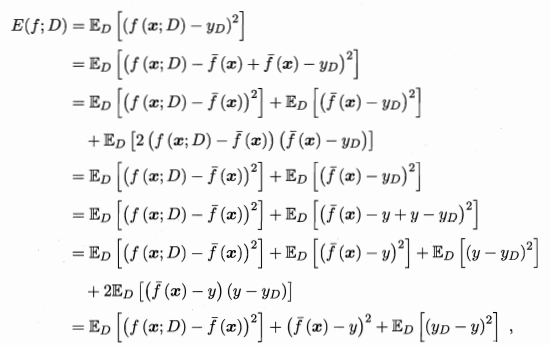 E(f; D) = 𝔼_D [(f(𝒙; D) − y_D)²]
= 𝔼_D [(f(𝒙; D) − f̄(𝒙) + f̄(𝒙) − y_D)²]
= 𝔼_D [(f(𝒙; D) − f̄(𝒙))²] + 𝔼_D [(f̄(𝒙) − y_D)²]
+ 𝔼_D [2 (f(𝒙; D) − f̄(𝒙)) (f̄(𝒙) − y_D)]
= 𝔼_D [(f(𝒙; D) − f̄(𝒙))²] + 𝔼_D [(f̄(𝒙) − y_D)²]
= 𝔼_D [(f(𝒙; D) − f̄(𝒙))²] + 𝔼_D [(f̄(𝒙) − y + y − y_D)²]
= 𝔼_D [(f(𝒙; D) − f̄(𝒙))²] + 𝔼_D [(f̄(𝒙) − y)²] + 𝔼_D [(y − y_D)²]
+ 2𝔼_D [(f̄(𝒙) − y) (y − y_D)]
= 𝔼_D [(f(𝒙; D) − f̄(𝒙))²] + (f̄(𝒙) − y)² + 𝔼_D [(y_D − y)²] ,